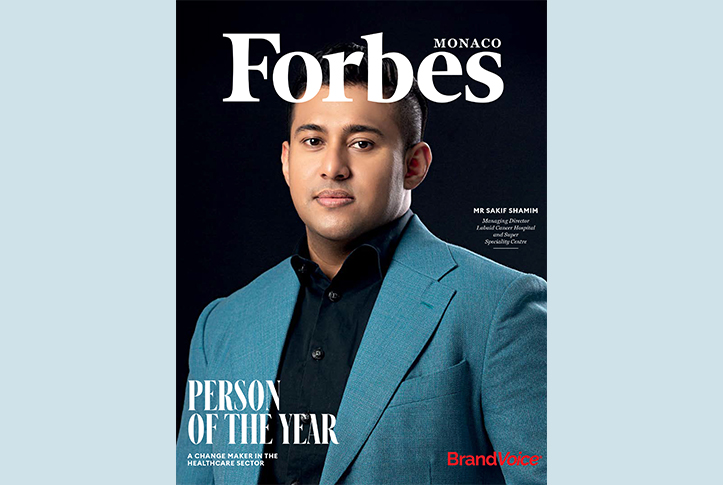 MONACO
Forbes
MR SAKIF SHAMIM
Managing Director
Labaid Cancer Hospital
and Super
Speciality Centre
PERSON
OF THE YEAR
A CHANGE MAKER IN THE
HEALTHCARE SECTOR
BrandVoice